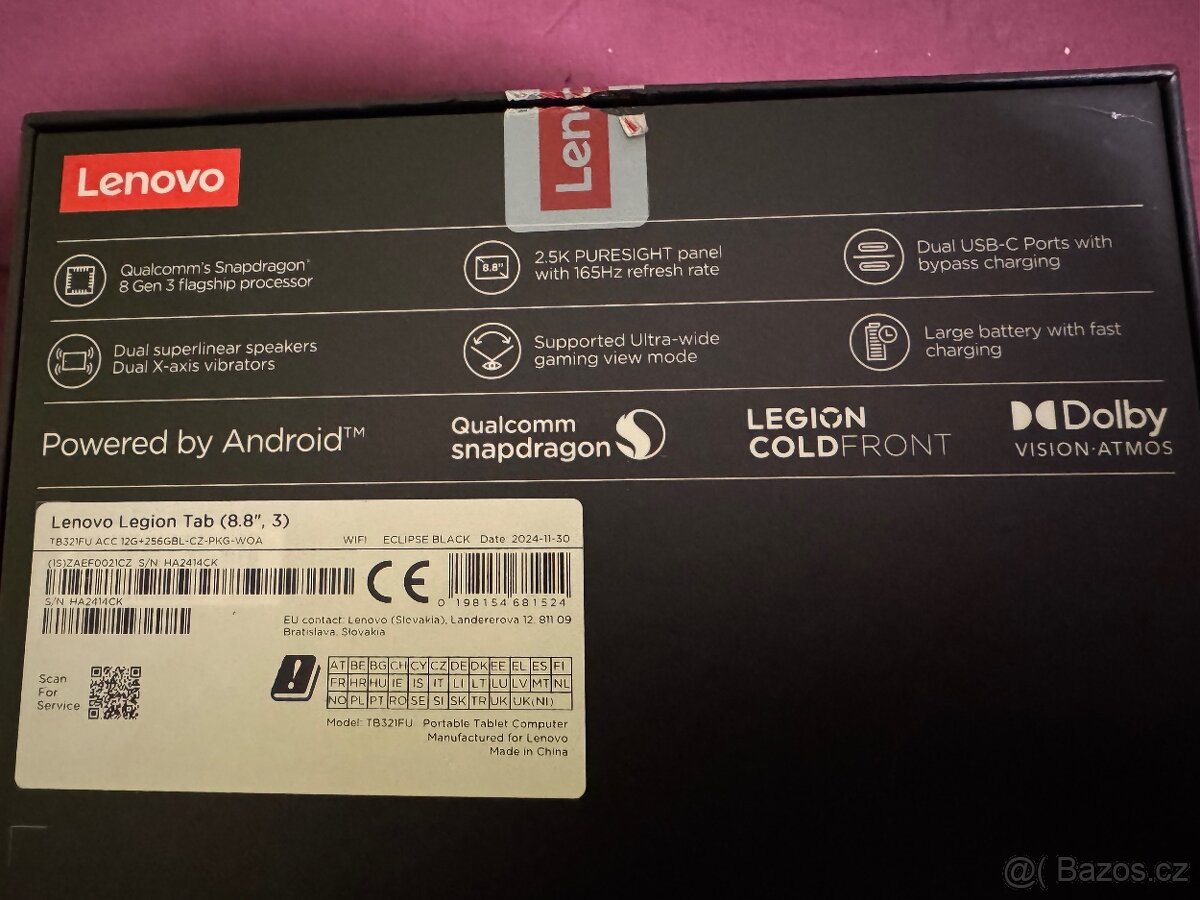 Lenovo
Lenovo
Qualcomm's Snapdragon®
8 Gen 3 flagship processor
8.8"
2.5K PURESIGHT panel
with 165Hz refresh rate
Dual USB-C Ports with
bypass charging
Dual superlinear speakers
Dual X-axis vibrators
Supported Ultra-wide
gaming view mode
Large battery with fast
charging
Powered by Android™
Qualcomm
snapdragon
LEGION
COLDFRONT
Dolby
VISION·ATMOS
Lenovo Legion Tab (8.8", 3)
TB321FU ACC 12G+256GBL-CZ-PKG-WOA WIFI ECLIPSE BLACK Date 2024-11-30
(1S)ZAEF0021CZ S/N HA2414CK
CE
0 198154 681524
S/N HA2414CK
EU contact: Lenovo (Slovakia), Landererova 12, 811 09
Bratislava, Slovakia
Scan
For
Service
AT BE BG CH CY CZ DE DK EE EL ES FI
FR HR HU IE IS IT LI LT LU LV MT NL
NO PL PT RO SE SI SK TR UK UK(NI)
Model: TB321FU Portable Tablet Computer
Manufactured for Lenovo
Made in China
@( Bazos.cz